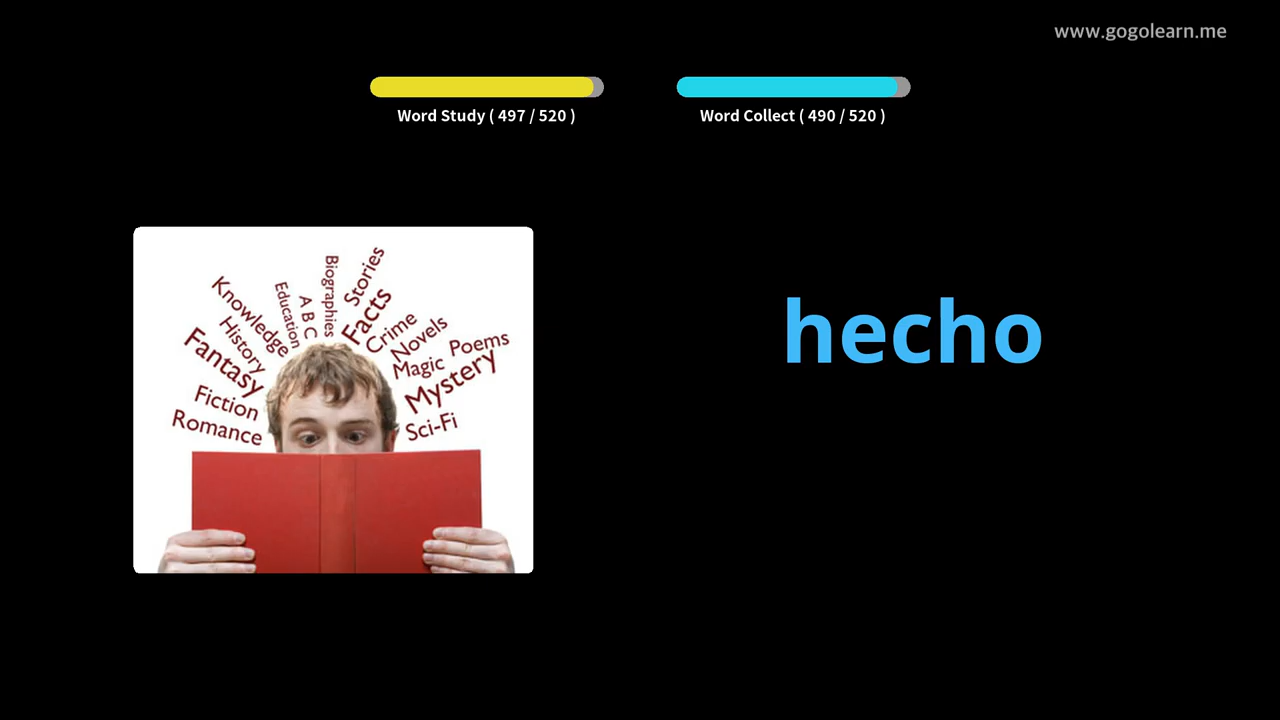 www.gogolearn.me
Word Study ( 497 / 520 )
Word Collect ( 490 / 520 )
hecho
Romance
Fiction
Fantasy
History
Knowledge
Education
A B C
Biographies
Stories
Facts
Crime
Novels
Magic
Poems
Mystery
Sci-Fi